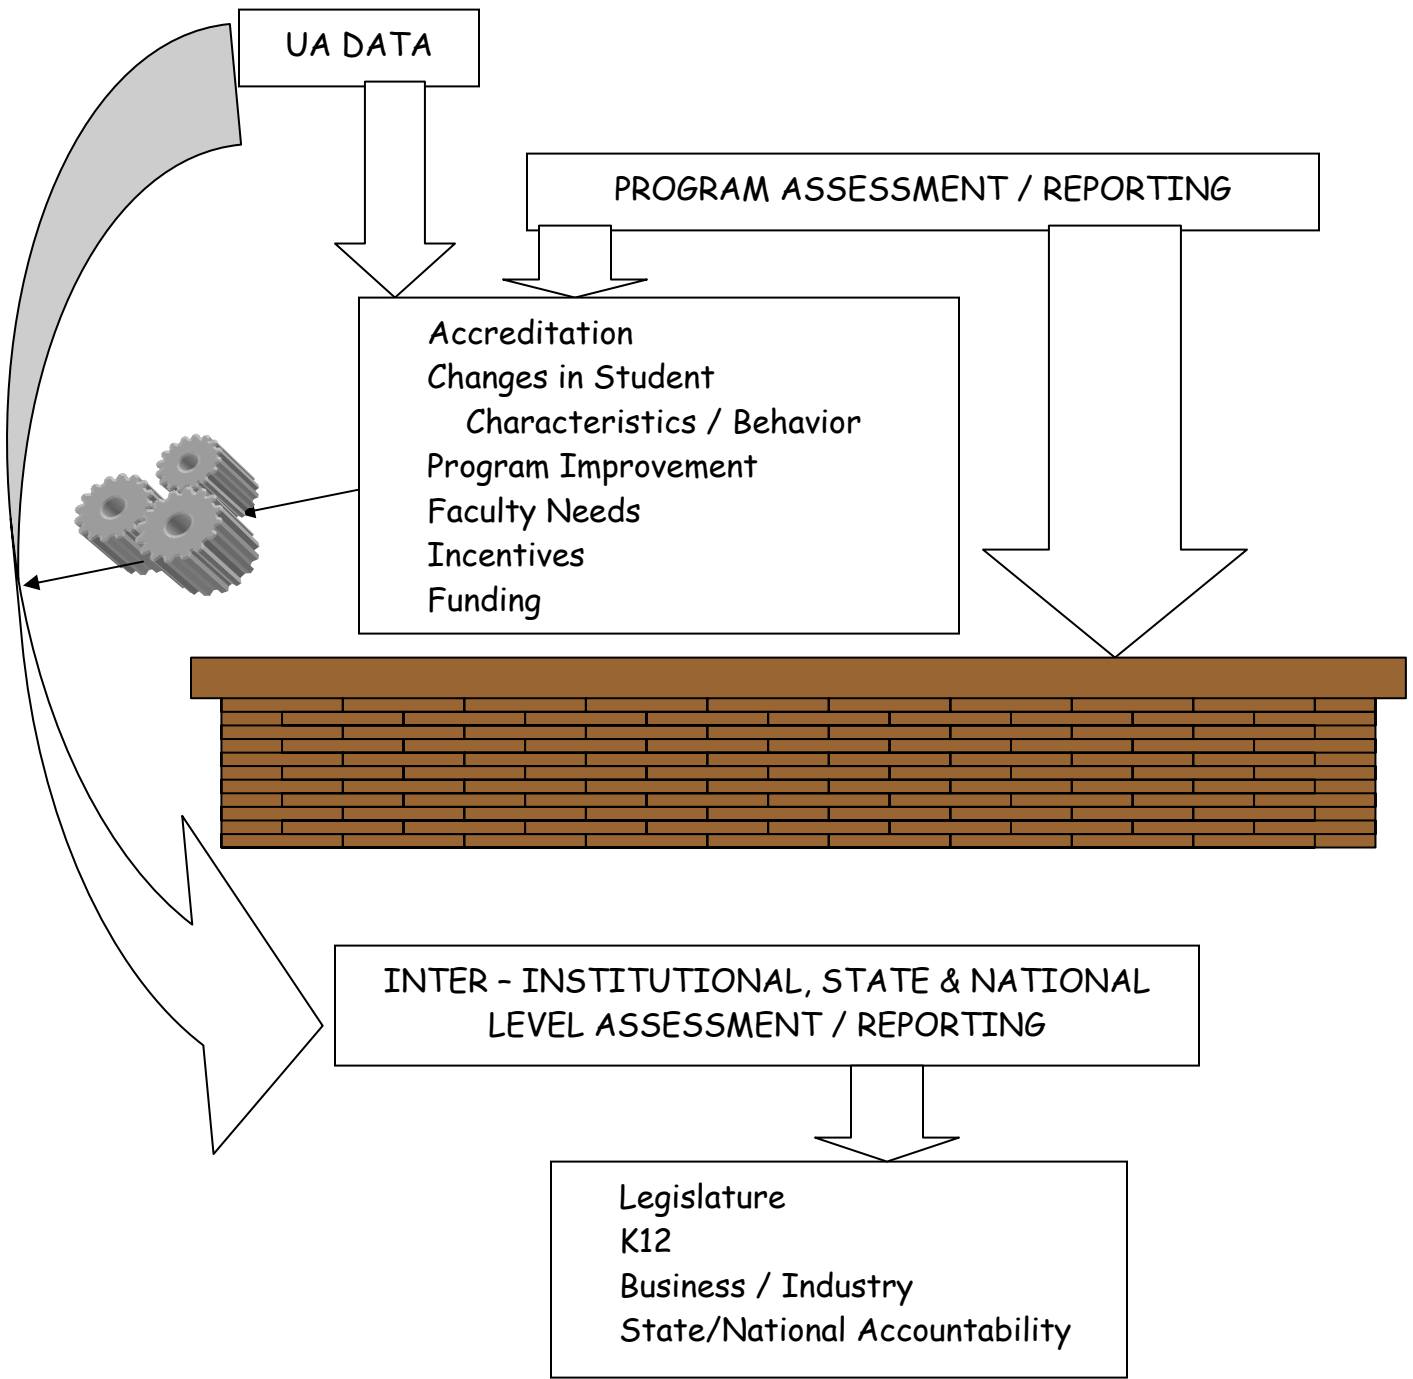 UA DATA
PROGRAM ASSESSMENT / REPORTING
Accreditation
Changes in Student
Characteristics / Behavior
Program Improvement
Faculty Needs
Incentives
Funding
INTER – INSTITUTIONAL, STATE & NATIONAL
LEVEL ASSESSMENT / REPORTING
Legislature
K12
Business / Industry
State/National Accountability